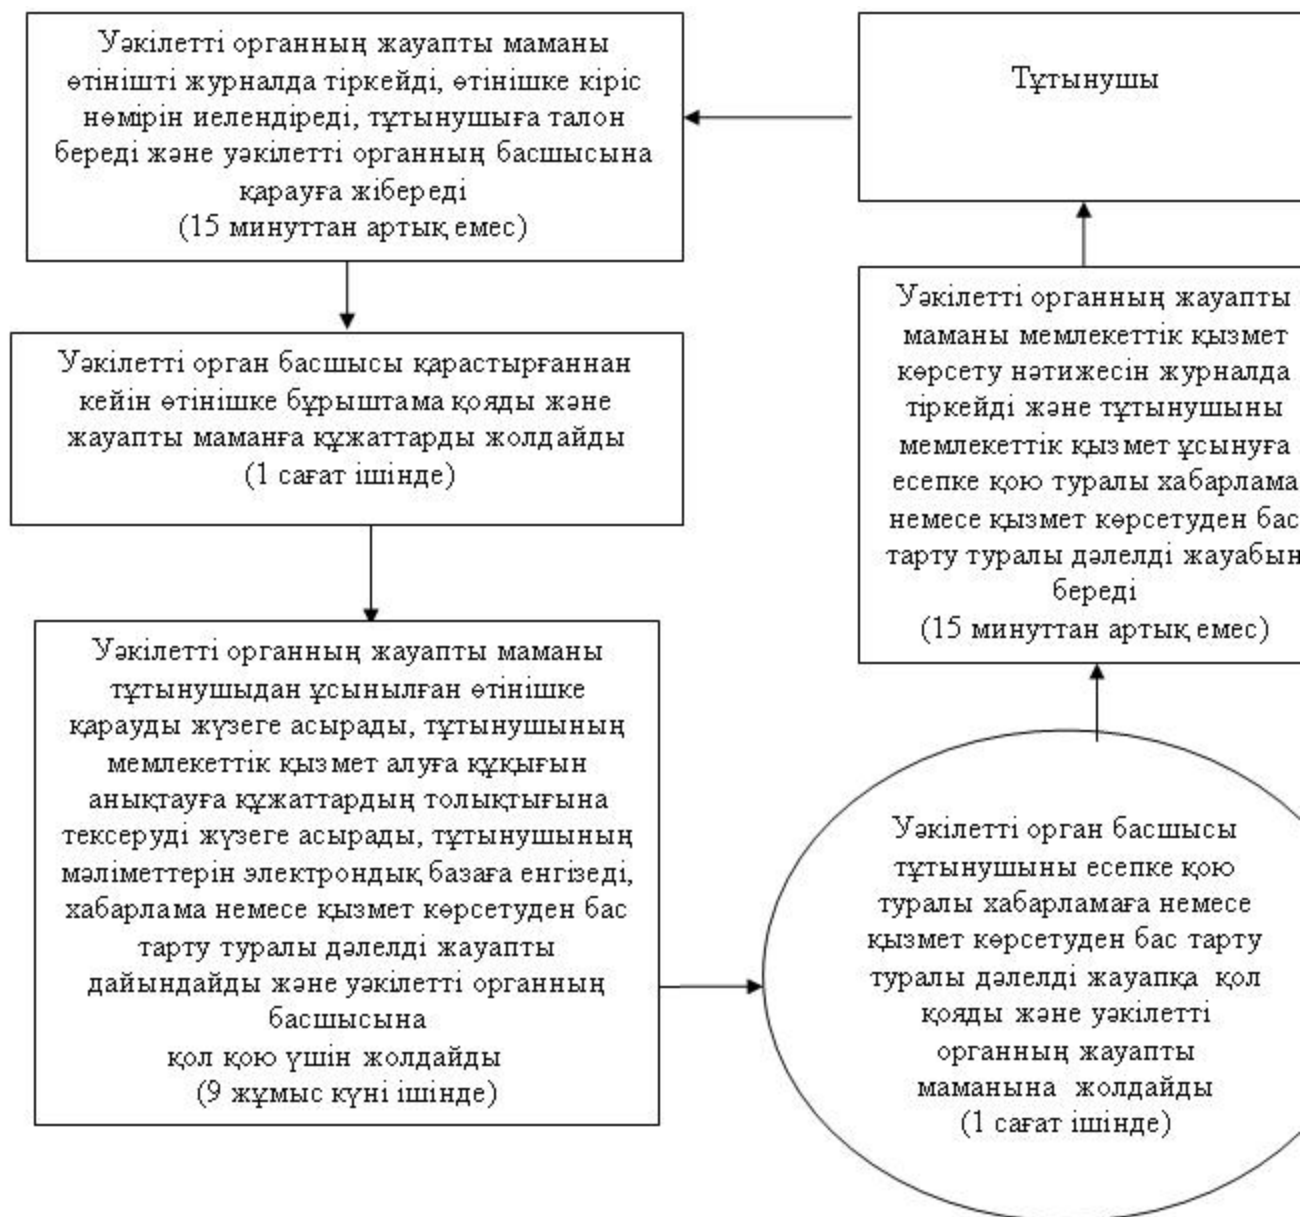 Уәкілетті органның жауапты маманы
өтінішті журналда тіркейді, өтінішке кіріс
нөмірін иелендіреді, тұтынушыға талон
береді және уәкілетті органның басшысына
қарауға жібереді
(15 минуттан артық емес)
Тұтынушы
Уәкілетті орган басшысы қарастырғаннан
кейін өтінішке бұрыштама қояды және
жауапты маманға құжаттарды жолдайды
(1 сағат ішінде)
Уәкілетті органның жауапты маманы
тұтынушыдан ұсынылған өтінішке
қарауды жүзеге асырады, тұтынушының
мемлекеттік қызмет алуға құқығын
анықтауға құжаттардың толықтығына
тексеруді жүзеге асырады, тұтынушының
мәліметтерін электрондық базаға енгізеді,
хабарлама немесе қызмет көрсетуден бас
тарту туралы дәлелді жауапты
дайындайды және уәкілетті органның
басшысына
қол қою үшін жолдайды
(9 жұмыс күні ішінде)
Уәкілетті орган басшысы
тұтынушыны есепке қою
туралы хабарламаға немесе
қызмет көрсетуден бас тарту
туралы дәлелді жауапқа қол
қояды және уәкілетті
органның жауапты
маманына жолдайды
(1 сағат ішінде)
Уәкілетті органның жауапты
маманы мемлекеттік қызмет
көрсету нәтижесін журналда
тіркейді және тұтынушыны
мемлекеттік қызмет ұсынуға
есепке қою туралы хабарлама
немесе қызмет көрсетуден бас
тарту туралы дәлелді жауабын
береді
(15 минуттан артық емес)